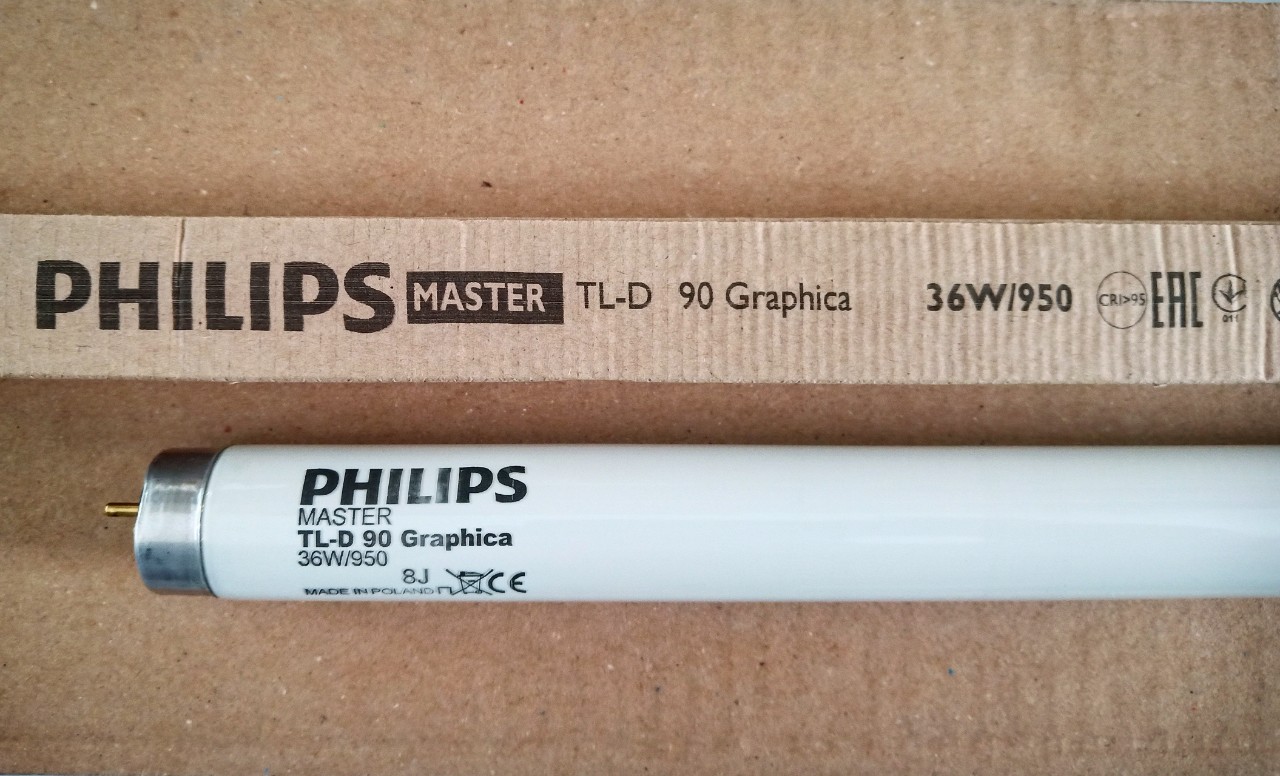 PHILIPS MASTER TL-D 90 Graphica 36W/950 CRI>95 EAC 011
PHILIPS
MASTER
TL-D 90 Graphica
36W/950
8J
MADE IN POLAND CE